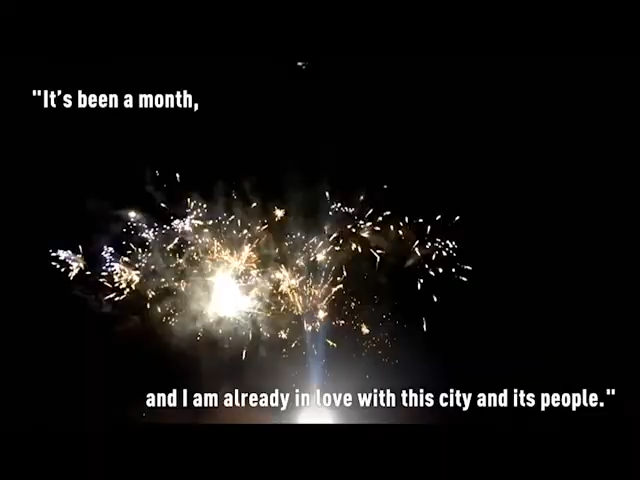 "It's been a month,
and I am already in love with this city and its people."